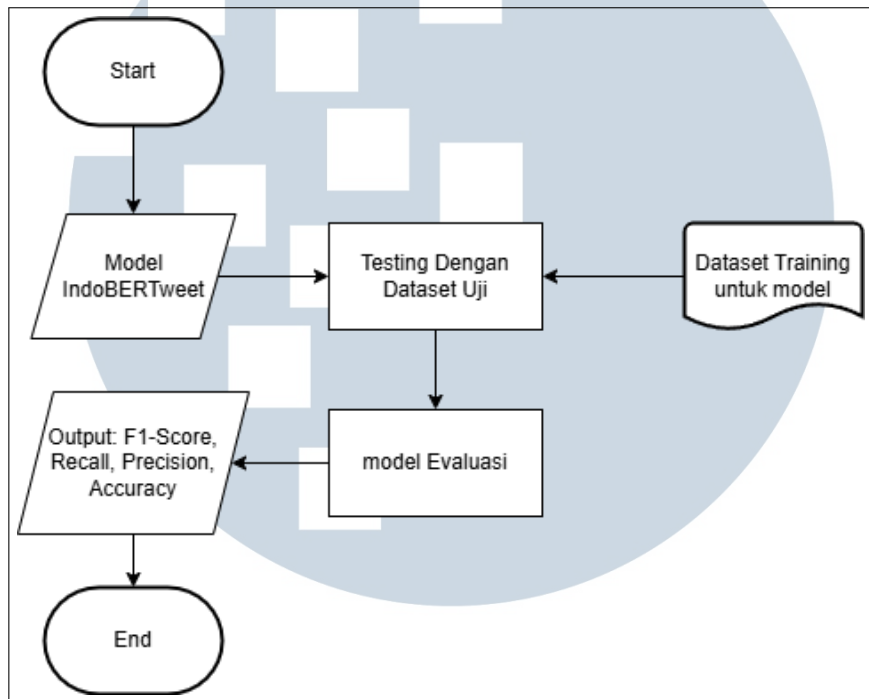 Start
Model
IndoBERTweet
Testing Dengan
Dataset Uji
Dataset Training
untuk model
Output: F1-Score,
Recall, Precision,
Accuracy
model Evaluasi
End